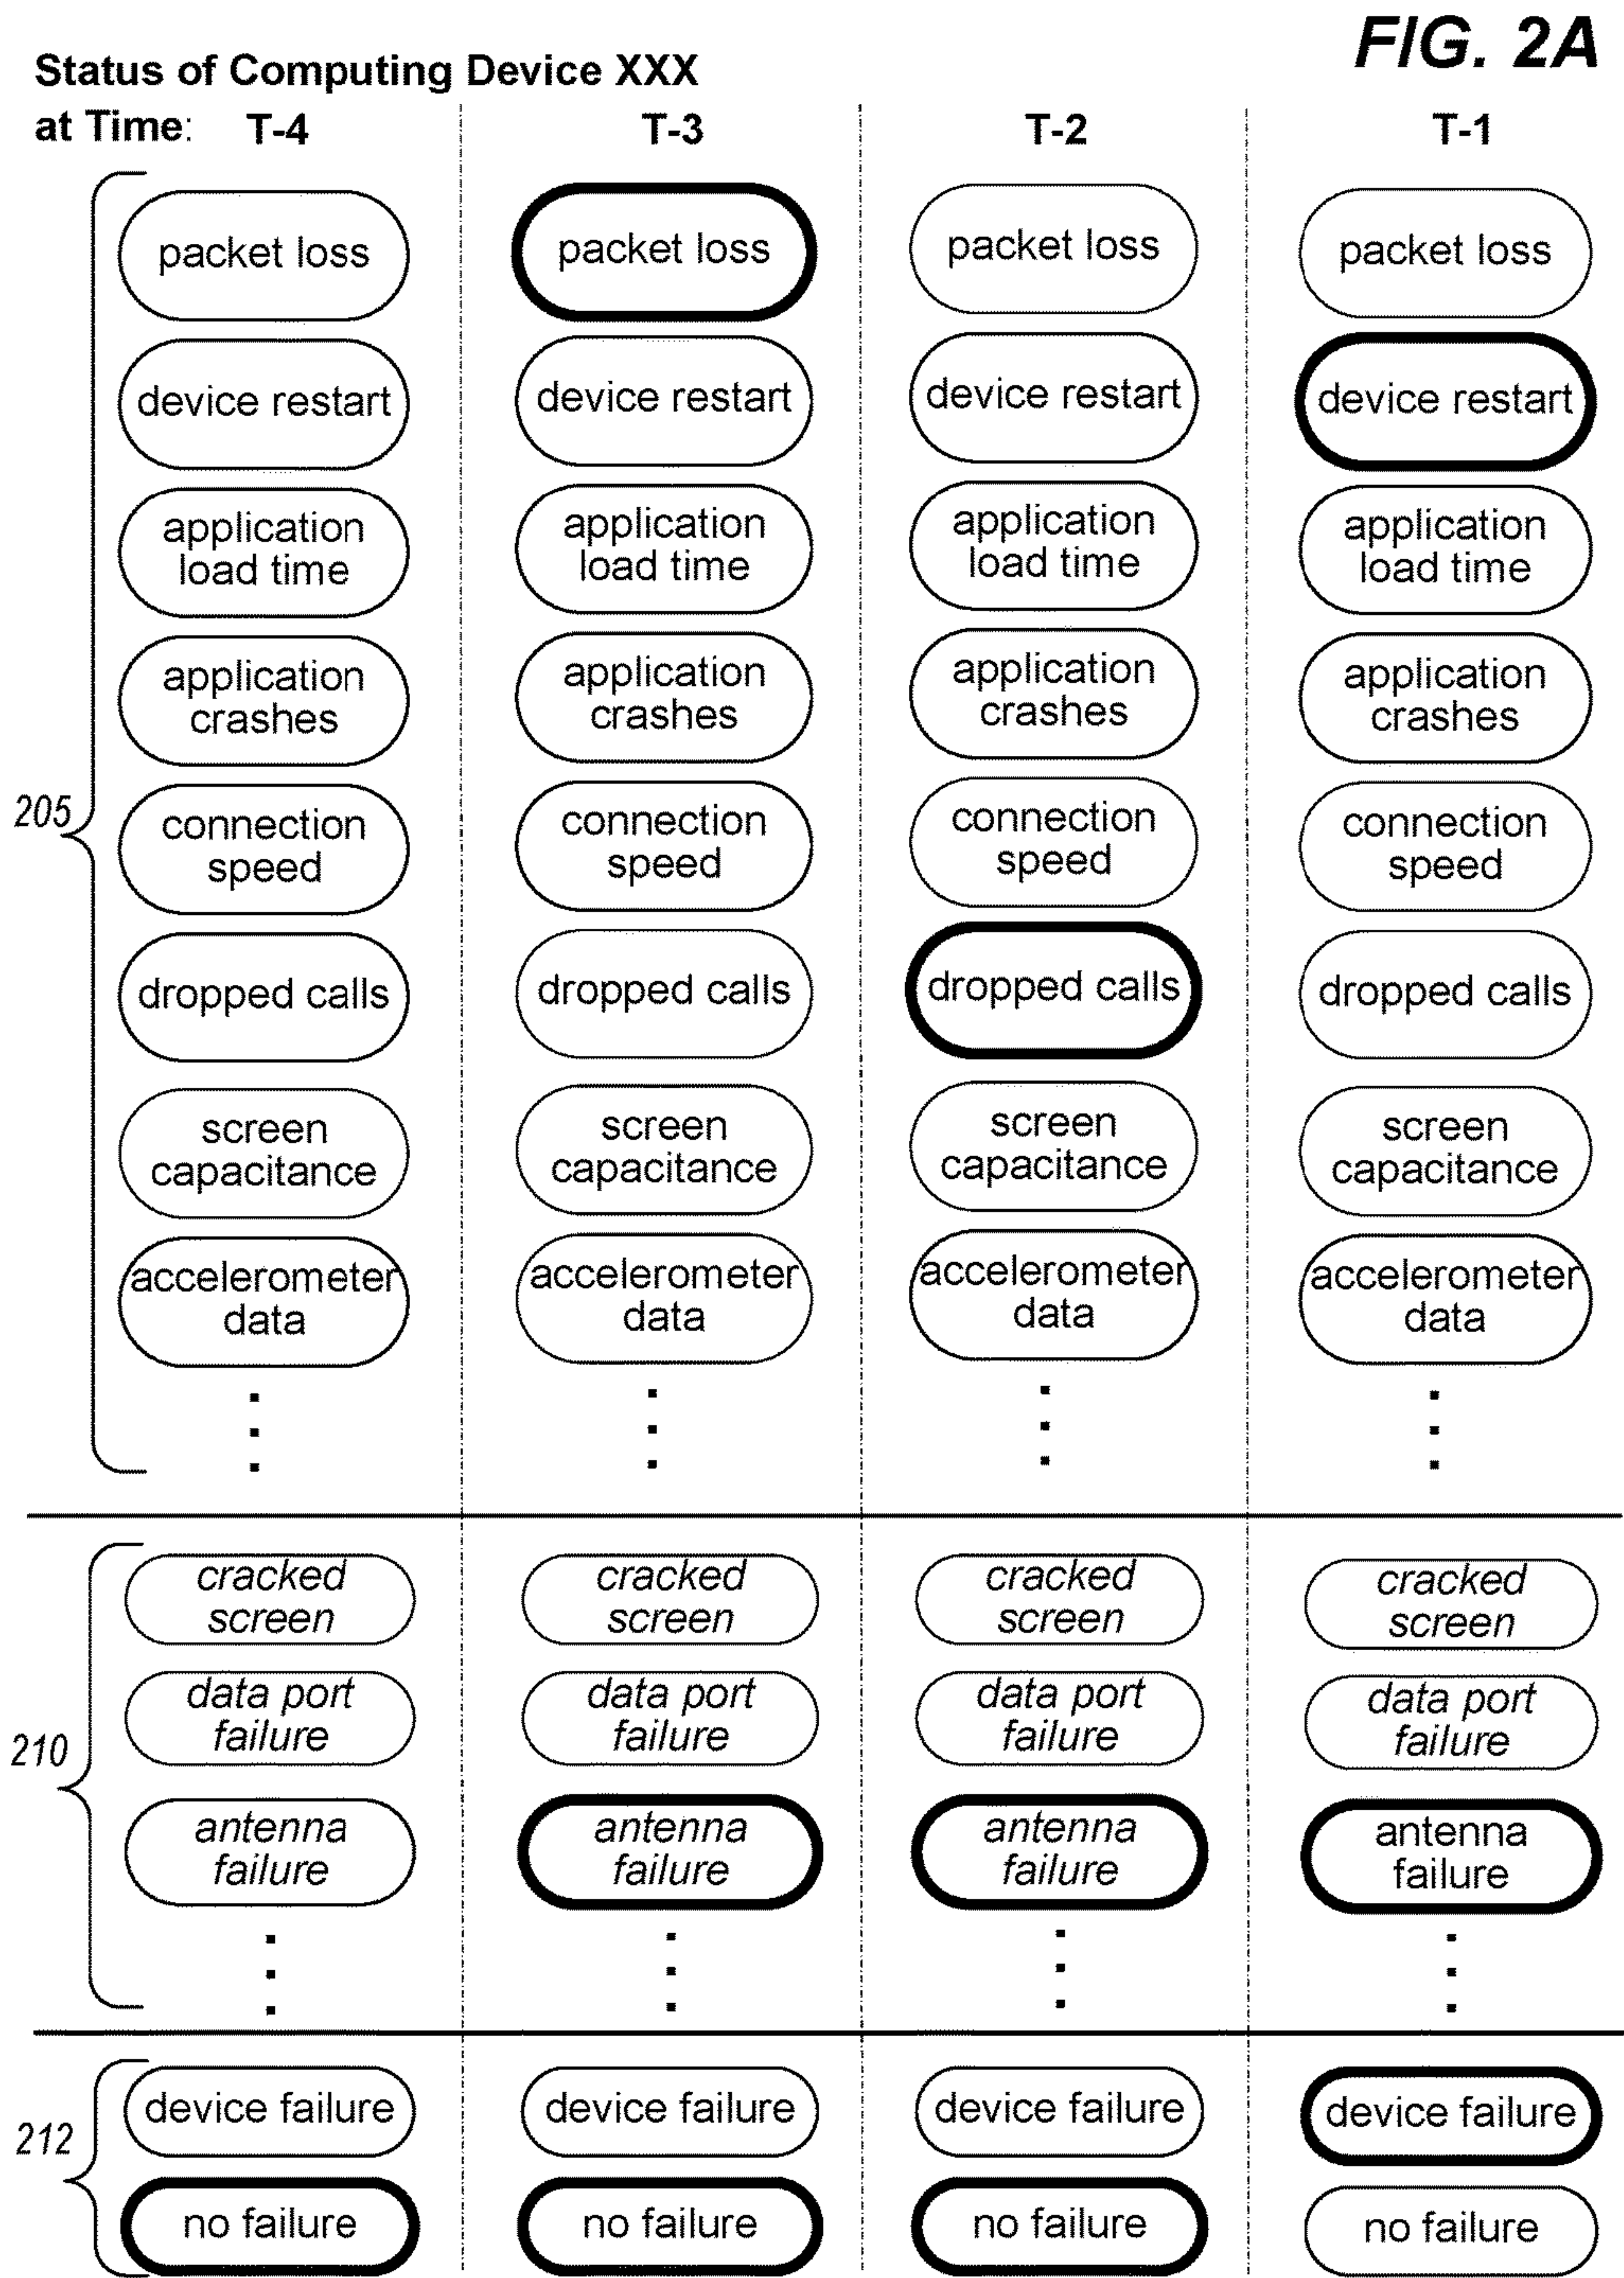 FIG. 2A
Status of Computing Device XXX
at Time: T-4 T-3 T-2 T-1
packet loss packet loss packet loss packet loss
device restart device restart device restart device restart
application application application application
load time load time load time load time
application application application application
crashes crashes crashes crashes
205
connection connection connection connection
speed speed speed speed
dropped calls dropped calls dropped calls dropped calls
screen screen screen screen
capacitance capacitance capacitance capacitance
accelerometer accelerometer accelerometer accelerometer
data data data data
cracked cracked cracked cracked
screen screen screen screen
data port data port data port data port
failure failure failure failure
210
antenna antenna antenna antenna
failure failure failure failure
device failure device failure device failure device failure
212
no failure no failure no failure no failure